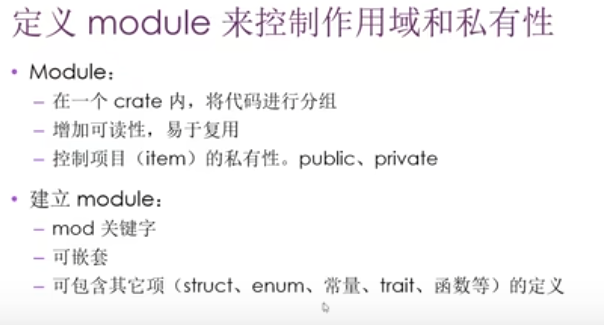 定义 module 来控制作用域和私有性
• Module：
– 在一个 crate 内，将代码进行分组
– 增加可读性，易于复用
– 控制项目（item）的私有性。public、private
• 建立 module：
– mod 关键字
– 可嵌套
– 可包含其它项（struct、enum、常量、trait、函数等）的定义